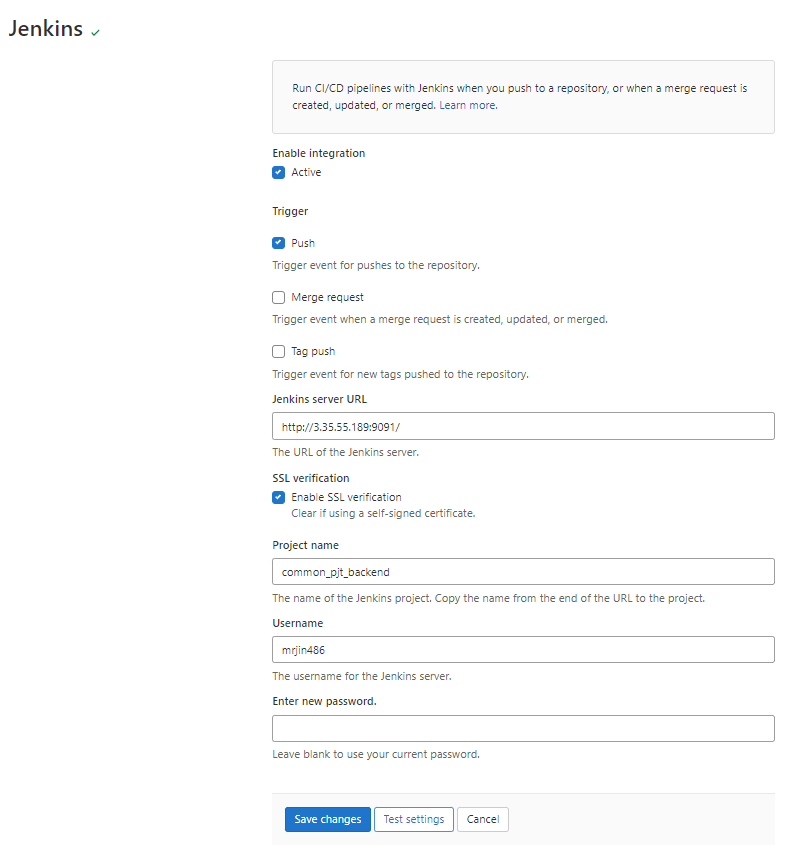 Jenkins
Run CI/CD pipelines with Jenkins when you push to a repository, or when a merge request is
created, updated, or merged. Learn more.
Enable integration
Active
Trigger
Push
Trigger event for pushes to the repository.
Merge request
Trigger event when a merge request is created, updated, or merged.
Tag push
Trigger event for new tags pushed to the repository.
Jenkins server URL
http://3.35.55.189:9091/
The URL of the Jenkins server.
SSL verification
Enable SSL verification
Clear if using a self-signed certificate.
Project name
common_pjt_backend
The name of the Jenkins project. Copy the name from the end of the URL to the project.
Username
mrjin486
The username for the Jenkins server.
Enter new password.
Leave blank to use your current password.
Save changes Test settings Cancel